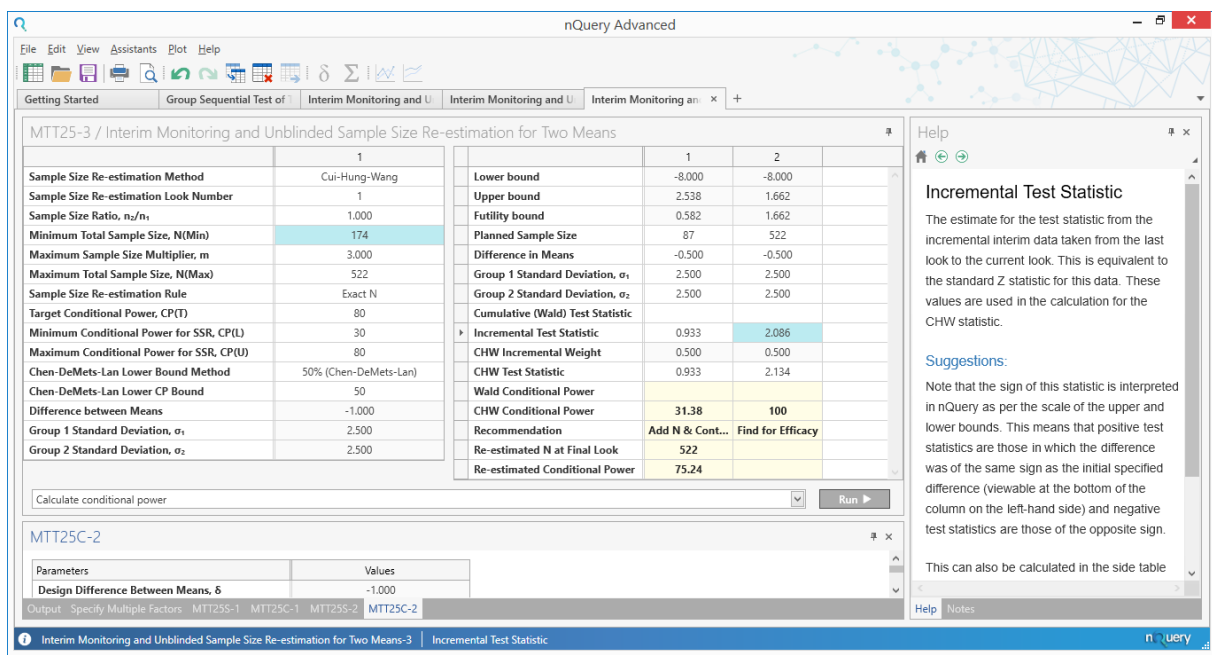 nQuery Advanced
File Edit View Assistants Plot Help
δ Σ
Getting Started Group Sequential Test of Interim Monitoring and U Interim Monitoring and U Interim Monitoring an × +
MTT25-3 / Interim Monitoring and Unblinded Sample Size Re-estimation for Two Means
1
Sample Size Re-estimation Method Cui-Hung-Wang
Sample Size Re-estimation Look Number 1
Sample Size Ratio, n₂/n₁ 1.000
Minimum Total Sample Size, N(Min) 174
Maximum Sample Size Multiplier, m 3.000
Maximum Total Sample Size, N(Max) 522
Sample Size Re-estimation Rule Exact N
Target Conditional Power, CP(T) 80
Minimum Conditional Power for SSR, CP(L) 30
Maximum Conditional Power for SSR, CP(U) 80
Chen-DeMets-Lan Lower Bound Method 50% (Chen-DeMets-Lan)
Chen-DeMets-Lan Lower CP Bound 50
Difference between Means -1.000
Group 1 Standard Deviation, σ₁ 2.500
Group 2 Standard Deviation, σ₂ 2.500
1 2
Lower bound -8.000 -8.000
Upper bound 2.538 1.662
Futility bound 0.582 1.662
Planned Sample Size 87 522
Difference in Means -0.500 -0.500
Group 1 Standard Deviation, σ₁ 2.500 2.500
Group 2 Standard Deviation, σ₂ 2.500 2.500
Cumulative (Wald) Test Statistic
Incremental Test Statistic 0.933 2.086
CHW Incremental Weight 0.500 0.500
CHW Test Statistic 0.933 2.134
Wald Conditional Power
CHW Conditional Power 31.38 100
Recommendation Add N & Cont... Find for Efficacy
Re-estimated N at Final Look 522
Re-estimated Conditional Power 75.24
Calculate conditional power Run
MTT25C-2
Parameters Values
Design Difference Between Means, δ -1.000
Output Specify Multiple Factors MTT25S-1 MTT25C-1 MTT25S-2 MTT25C-2
Help
Incremental Test Statistic
The estimate for the test statistic from the
incremental interim data taken from the last
look to the current look. This is equivalent to
the standard Z statistic for this data. These
values are used in the calculation for the
CHW statistic.
Suggestions:
Note that the sign of this statistic is interpreted
in nQuery as per the scale of the upper and
lower bounds. This means that positive test
statistics are those in which the difference
was of the same sign as the initial specified
difference (viewable at the bottom of the
column on the left-hand side) and negative
test statistics are those of the opposite sign.
This can also be calculated in the side table
Help Notes
Interim Monitoring and Unblinded Sample Size Re-estimation for Two Means-3 Incremental Test Statistic
nQuery